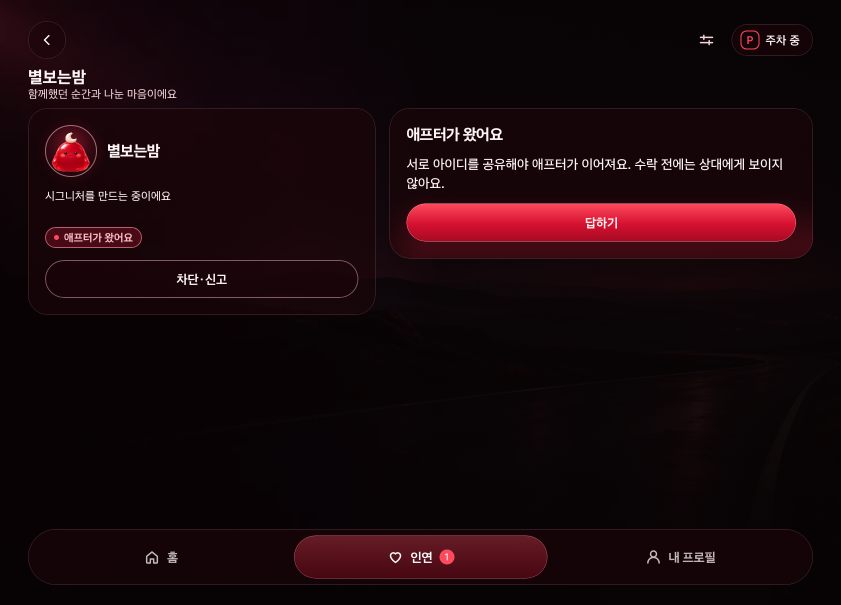 P 주차 중
별보는밤
함께했던 순간과 나눈 마음이에요
별보는밤
시그니처를 만드는 중이에요
애프터가 왔어요
차단·신고
애프터가 왔어요
서로 아이디를 공유해야 애프터가 이어져요. 수락 전에는 상대에게 보이지
않아요.
답하기
홈
인연 1
내 프로필